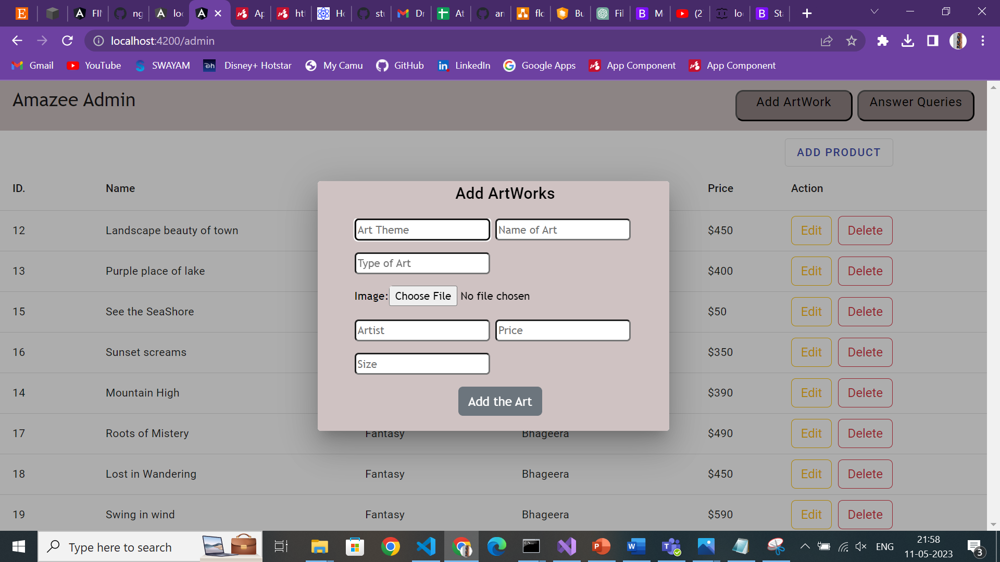 FI
ng
lo
Ap
htt
Ho
st
Dr
At
an
flo
Bu
Fil
M
(2
lo
St
localhost:4200/admin
Gmail
YouTube
SWAYAM
Disney+ Hotstar
My Camu
GitHub
LinkedIn
Google Apps
App Component
App Component
Amazee Admin
Add ArtWork
Answer Queries
ADD PRODUCT
ID.
Name
Price
Action
12 Landscape beauty of town $450 Edit Delete
13 Purple place of lake $400 Edit Delete
15 See the SeaShore $50 Edit Delete
16 Sunset screams $350 Edit Delete
14 Mountain High $390 Edit Delete
17 Roots of Mistery Fantasy Bhageera $490 Edit Delete
18 Lost in Wandering Fantasy Bhageera $450 Edit Delete
19 Swing in wind Fantasy Bhageera $590 Edit Delete
Add ArtWorks
Art Theme
Name of Art
Type of Art
Image: Choose File No file chosen
Artist
Price
Size
Add the Art
Type here to search
ENG
21:58
11-05-2023
3